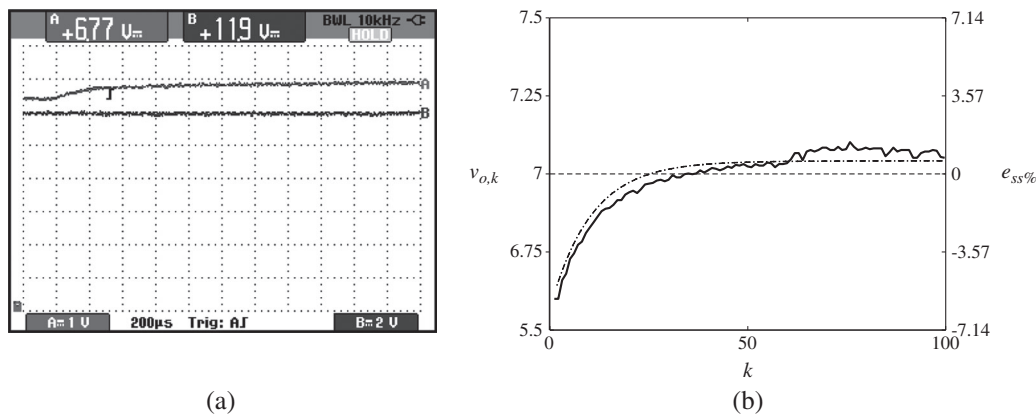 A +6.77 V⎓
B +11.9 V⎓
BWL 10kHz
HOLD
A
B
B
A⎓1 V
200µs Trig: A
B⎓2 V
(a)
7.5
7.25
7
6.75
5.5
v_{o,k}
7.14
3.57
0
-3.57
-7.14
e_{ss%}
0
50
100
k
(b)